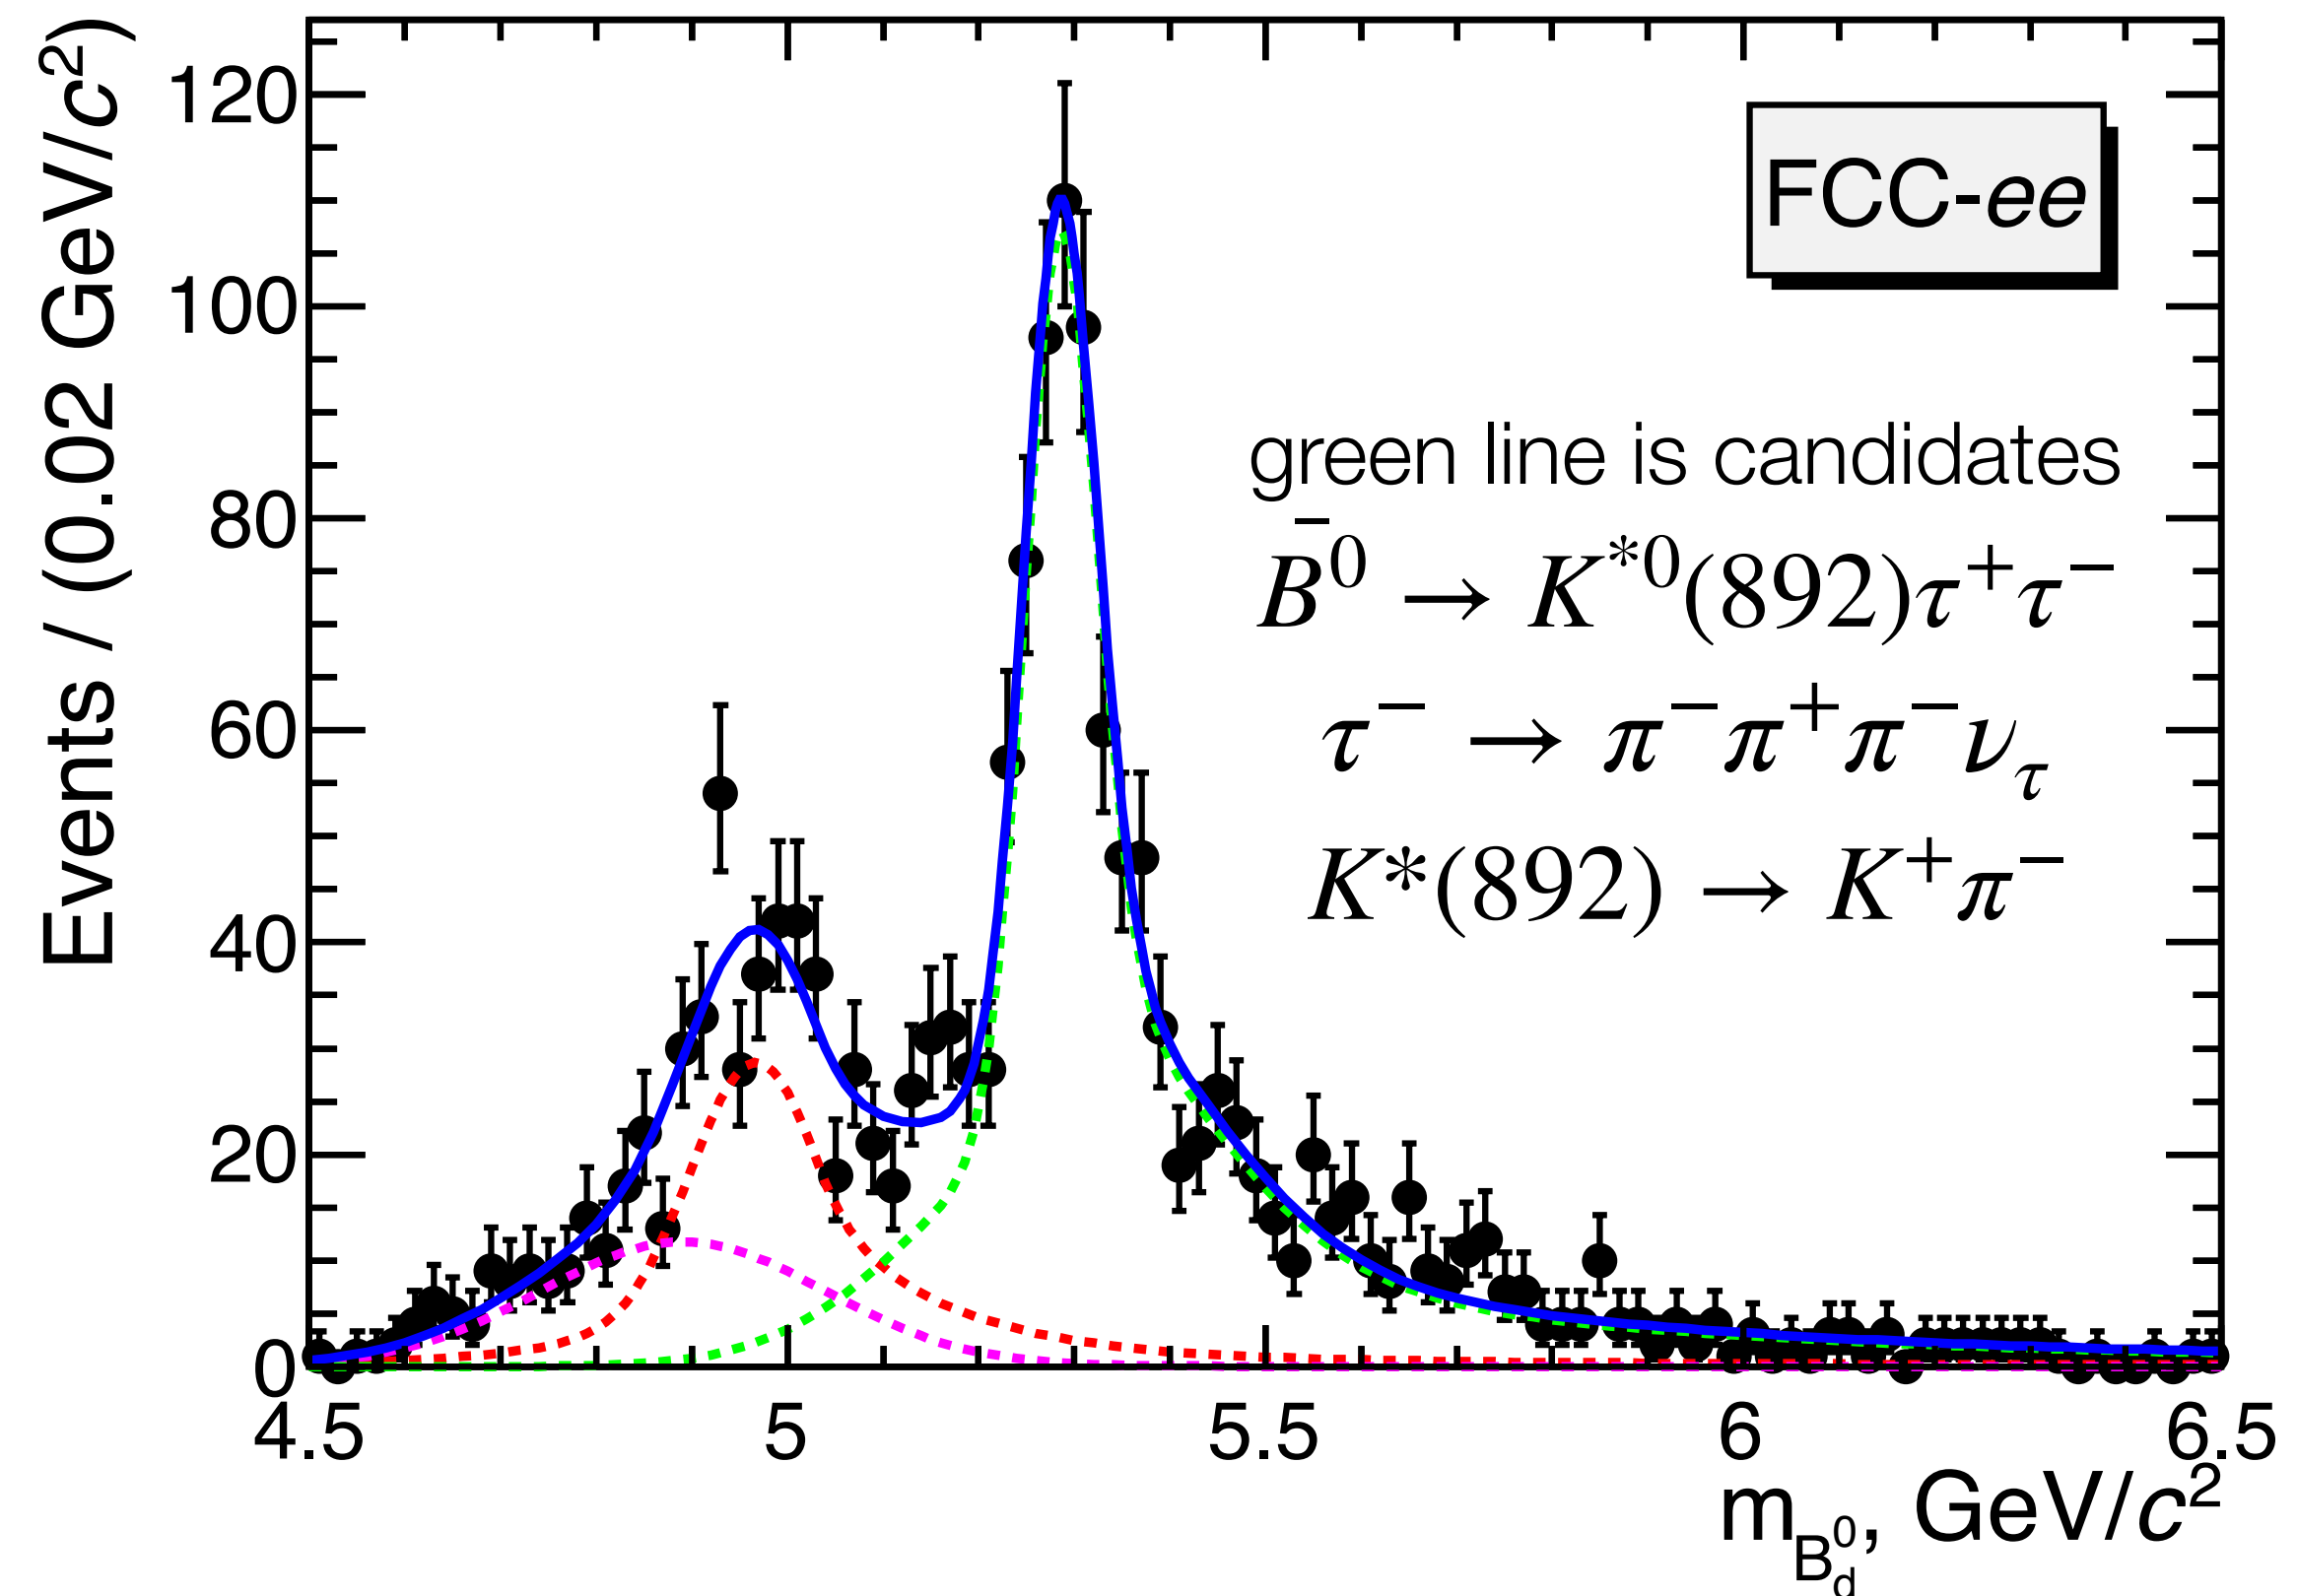 Events / (0.02 GeV//c²)
120
100
80
60
40
20
0
FCC-ee
green line is candidates
B̄⁰ → K*⁰(892)τ⁺τ⁻
τ⁻ → π⁻π⁺π⁻ν_τ
K*(892) → K⁺π⁻
4.5 5 5.5 6 6.5
m_{B_d^0}, GeV/c²